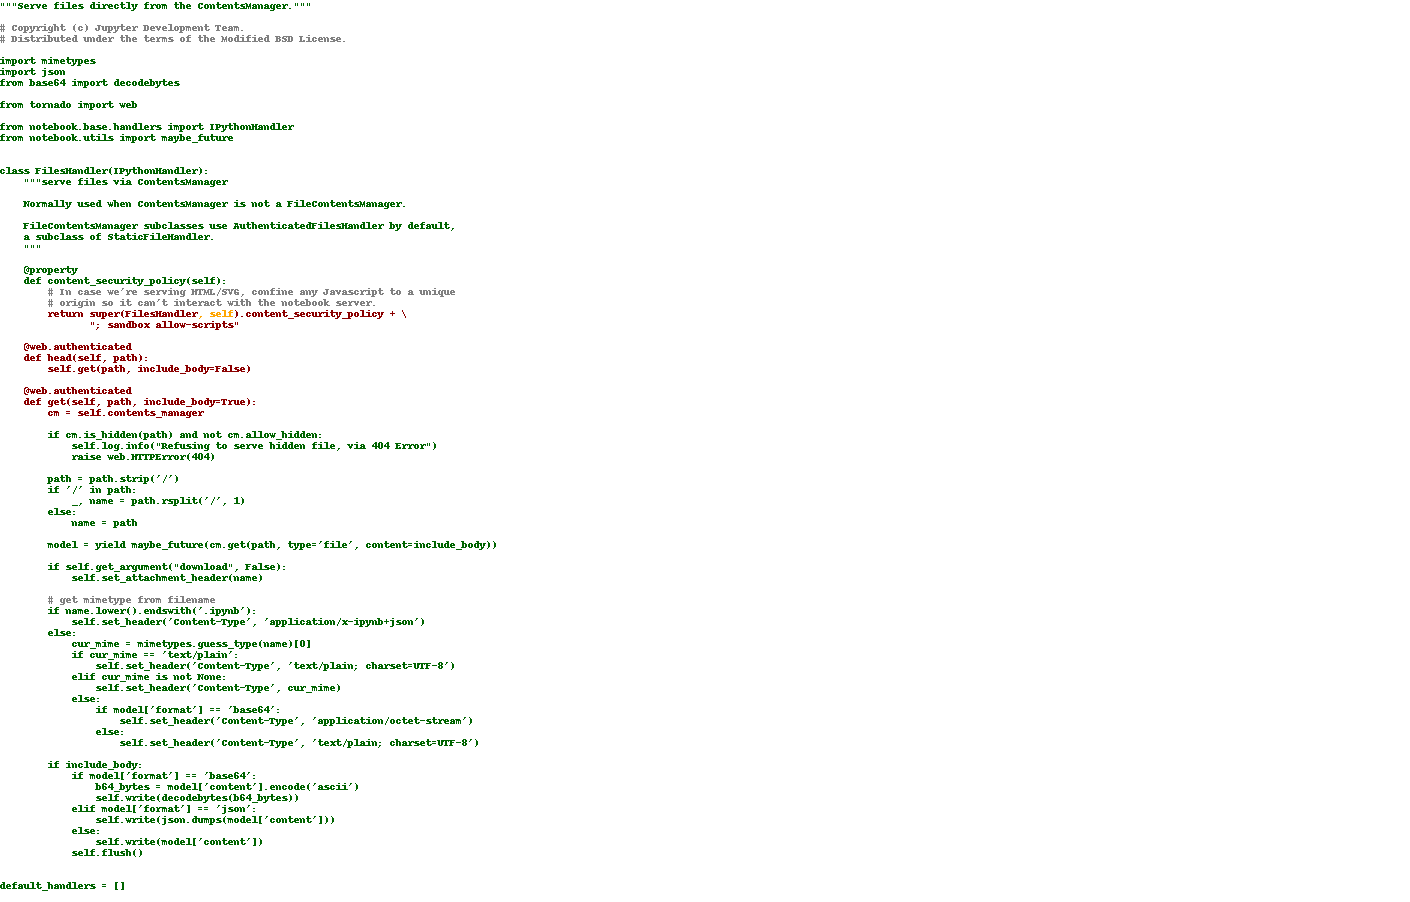 """Serve files directly from the ContentsManager."""

# Copyright (c) Jupyter Development Team.
# Distributed under the terms of the Modified BSD License.

import mimetypes
import json
from base64 import decodebytes

from tornado import web

from notebook.base.handlers import IPythonHandler
from notebook.utils import maybe_future


class FilesHandler(IPythonHandler):
    """serve files via ContentsManager

    Normally used when ContentsManager is not a FileContentsManager.

    FileContentsManager subclasses use AuthenticatedFilesHandler by default,
    a subclass of StaticFileHandler.
    """

    @property
    def content_security_policy(self):
        # In case we're serving HTML/SVG, confine any Javascript to a unique
        # origin so it can't interact with the notebook server.
        return super(FilesHandler, self).content_security_policy + \
               "; sandbox allow-scripts"

    @web.authenticated
    def head(self, path):
        self.get(path, include_body=False)

    @web.authenticated
    def get(self, path, include_body=True):
        cm = self.contents_manager

        if cm.is_hidden(path) and not cm.allow_hidden:
            self.log.info("Refusing to serve hidden file, via 404 Error")
            raise web.HTTPError(404)

        path = path.strip('/')
        if '/' in path:
            _, name = path.rsplit('/', 1)
        else:
            name = path

        model = yield maybe_future(cm.get(path, type='file', content=include_body))

        if self.get_argument("download", False):
            self.set_attachment_header(name)

        # get mimetype from filename
        if name.lower().endswith('.ipynb'):
            self.set_header('Content-Type', 'application/x-ipynb+json')
        else:
            cur_mime = mimetypes.guess_type(name)[0]
            if cur_mime == 'text/plain':
                self.set_header('Content-Type', 'text/plain; charset=UTF-8')
            elif cur_mime is not None:
                self.set_header('Content-Type', cur_mime)
            else:
                if model['format'] == 'base64':
                    self.set_header('Content-Type', 'application/octet-stream')
                else:
                    self.set_header('Content-Type', 'text/plain; charset=UTF-8')

        if include_body:
            if model['format'] == 'base64':
                b64_bytes = model['content'].encode('ascii')
                self.write(decodebytes(b64_bytes))
            elif model['format'] == 'json':
                self.write(json.dumps(model['content']))
            else:
                self.write(model['content'])
            self.flush()


default_handlers = []